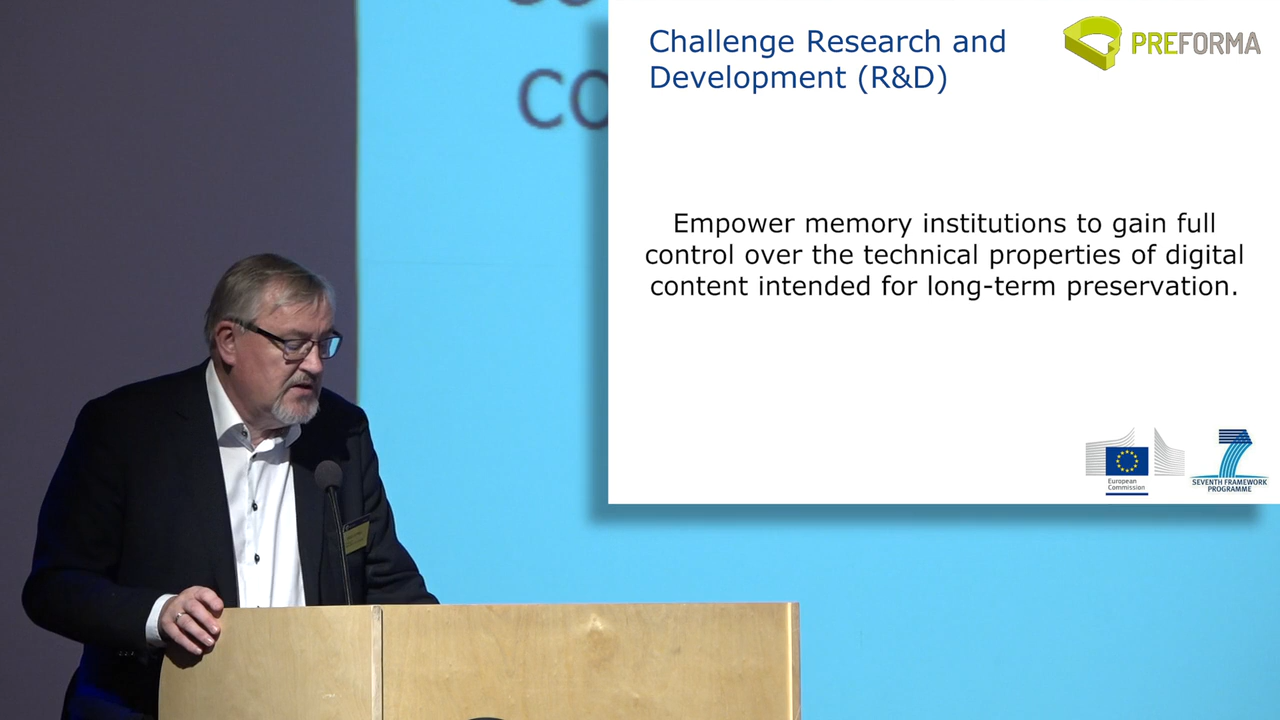 co
Challenge Research and
Development (R&D)
PREFORMA
Empower memory institutions to gain full
control over the technical properties of digital
content intended for long-term preservation.
European
Commission
SEVENTH FRAMEWORK
PROGRAMME